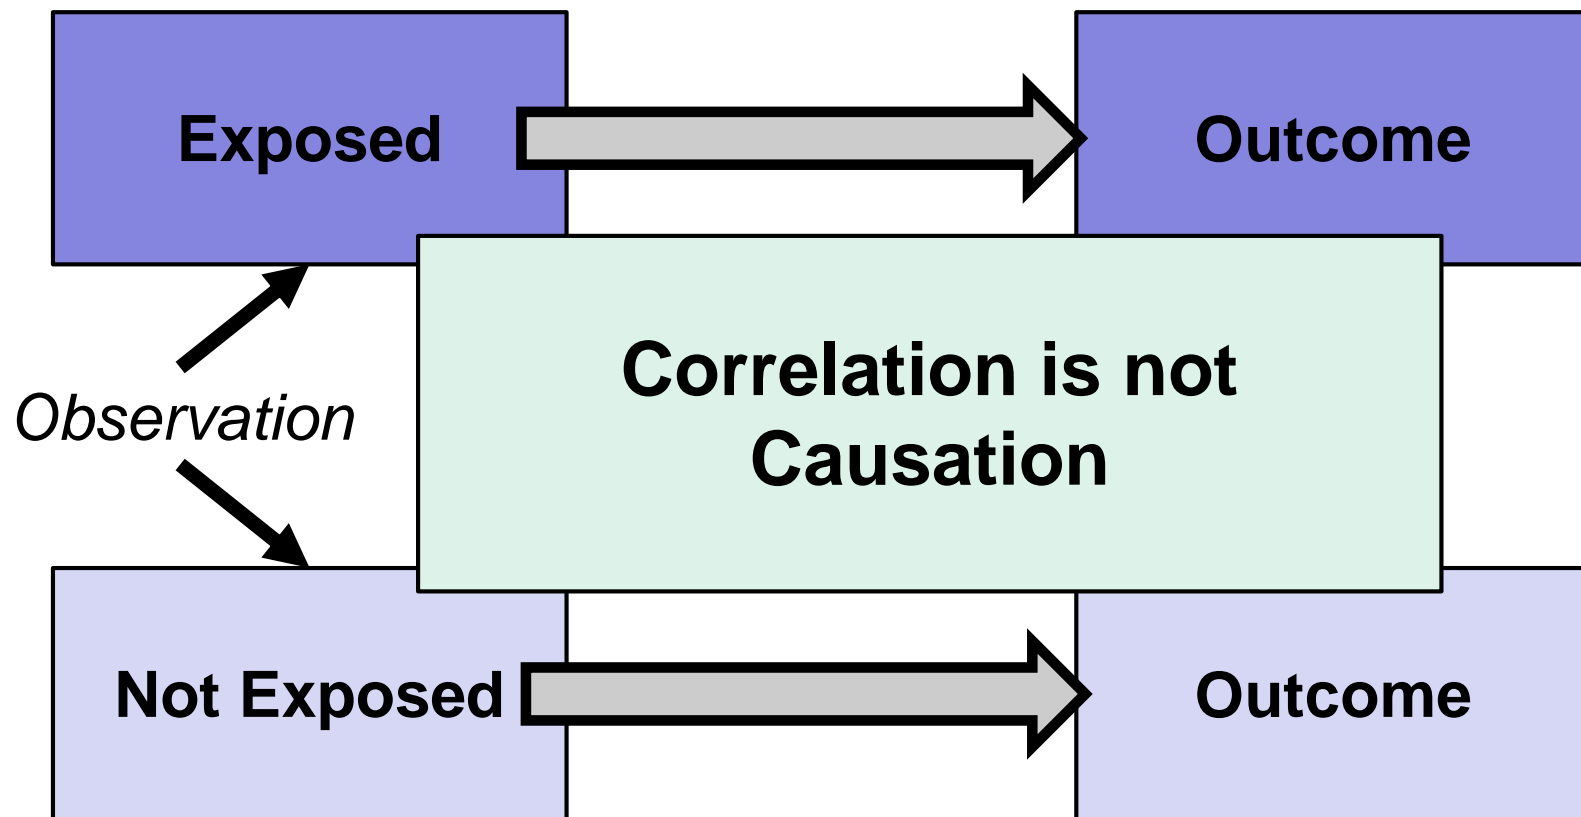 Exposed
Outcome
Correlation is not
Causation
Observation
Not Exposed
Outcome